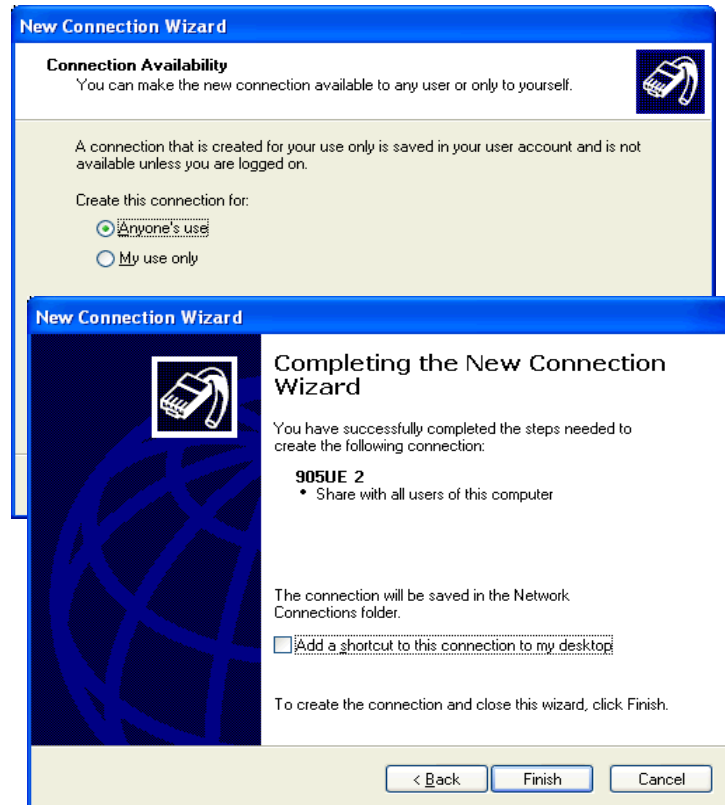 New Connection Wizard
Connection Availability
You can make the new connection available to any user or only to yourself.
A connection that is created for your use only is saved in your user account and is not
available unless you are logged on.
Create this connection for:
Anyone's use
My use only
New Connection Wizard
Completing the New Connection
Wizard
You have successfully completed the steps needed to
create the following connection:
905UE 2
• Share with all users of this computer
The connection will be saved in the Network
Connections folder.
Add a shortcut to this connection to my desktop
To create the connection and close this wizard, click Finish.
< Back Finish Cancel